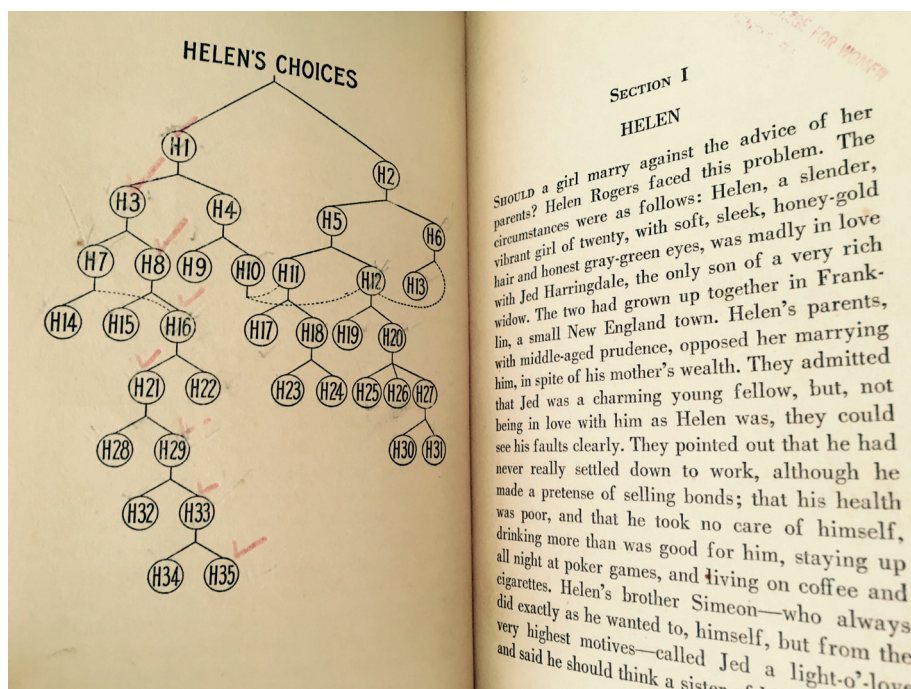 HELEN'S CHOICES
H1
H2
H3
H4
H5
H6
H7
H8
H9
H10
H11
H12
H13
H14
H15
H16
H17
H18
H19
H20
H21
H22
H23
H24
H25
H26
H27
H28
H29
H30
H31
H32
H33
H34
H35
FOR WOMEN
SECTION I
HELEN
SHOULD a girl marry against the advice of her
parents? Helen Rogers faced this problem. The
circumstances were as follows: Helen, a slender,
vibrant girl of twenty, with soft, sleek, honey-gold
hair and honest gray-green eyes, was madly in love
with Jed Harringdale, the only son of a very rich
widow. The two had grown up together in Frank-
lin, a small New England town. Helen's parents,
with middle-aged prudence, opposed her marrying
him, in spite of his mother's wealth. They admitted
that Jed was a charming young fellow, but, not
being in love with him as Helen was, they could
see his faults clearly. They pointed out that he had
never really settled down to work, although he
made a pretense of selling bonds; that his health
was poor, and that he took no care of himself,
drinking more than was good for him, staying up
all night at poker games, and living on coffee and
cigarettes. Helen's brother Simeon—who always
did exactly as he wanted to, himself, but from the
very highest motives—called Jed a light-o'-love
and said he should think a sister